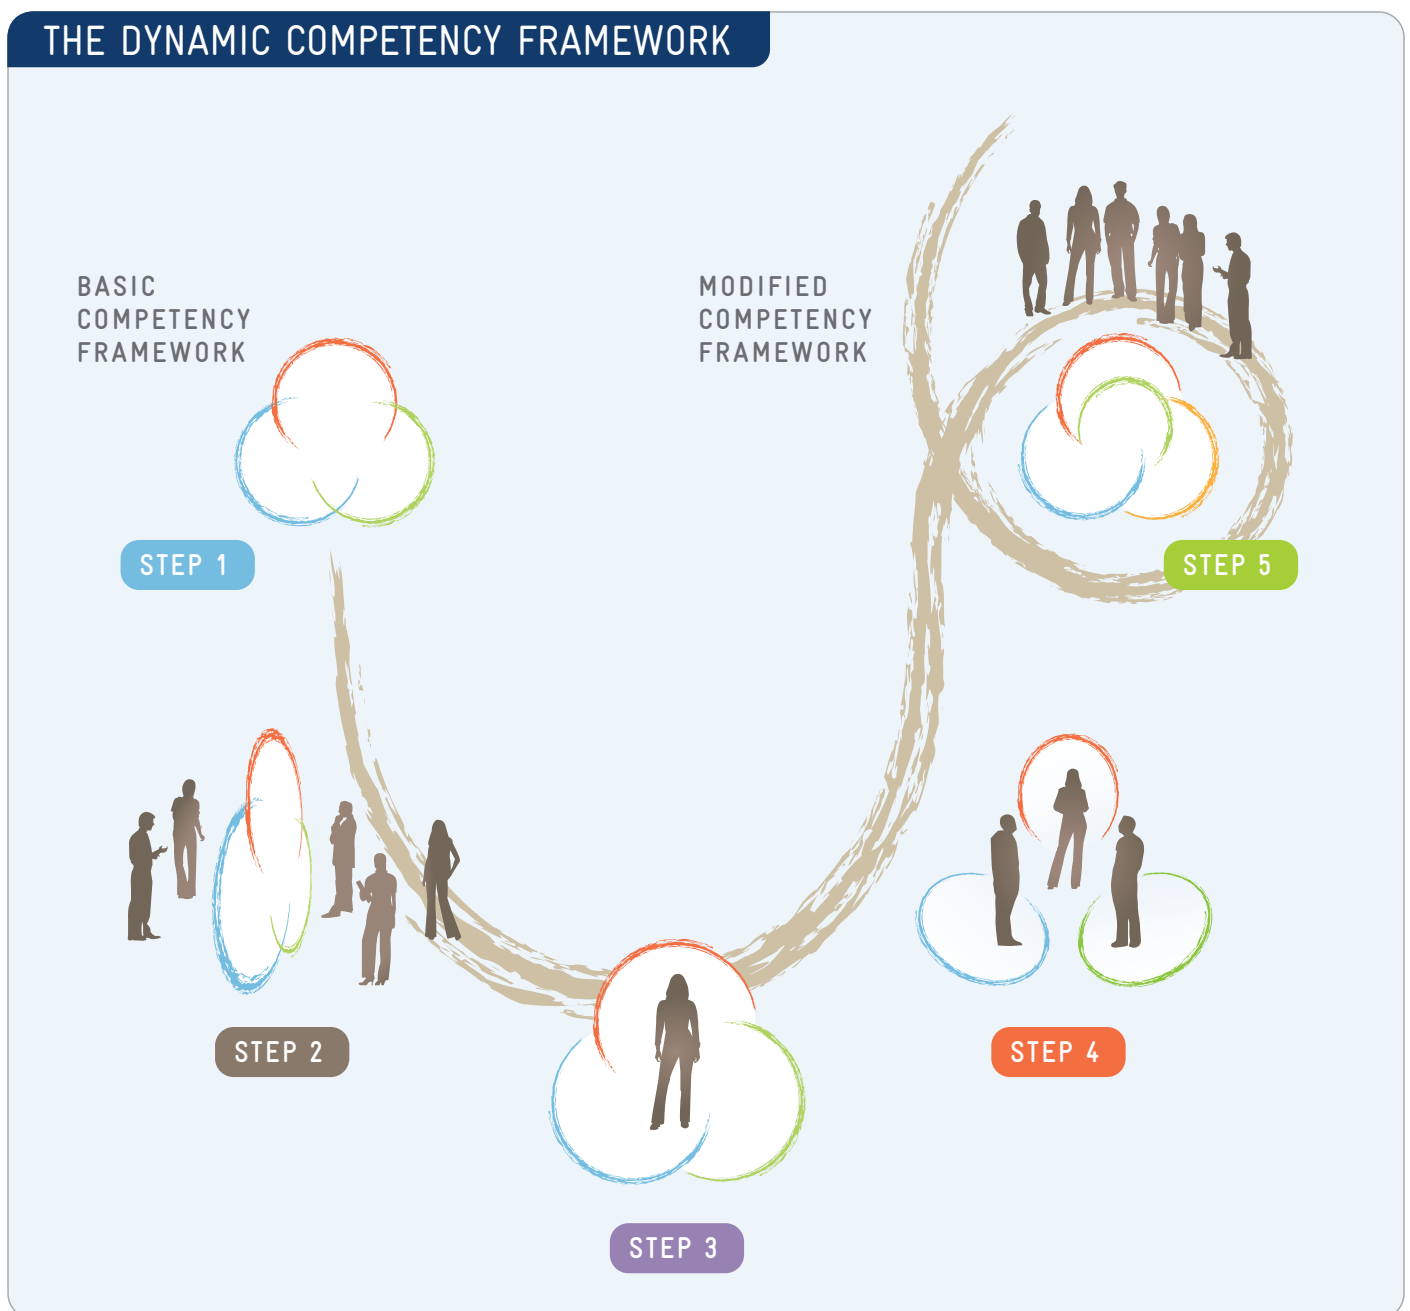 THE DYNAMIC COMPETENCY FRAMEWORK
BASIC
COMPETENCY
FRAMEWORK
MODIFIED
COMPETENCY
FRAMEWORK
STEP 1
STEP 5
STEP 2
STEP 4
STEP 3